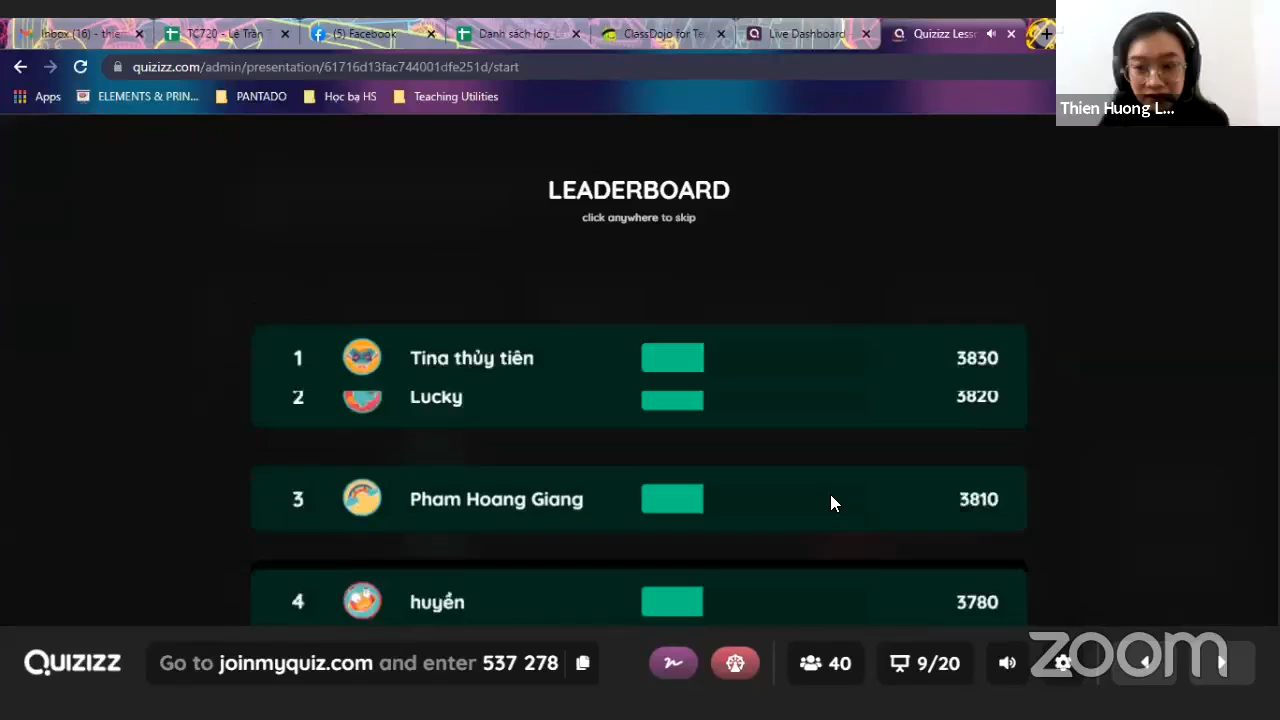 Inbox (16) - thie
TC720 - Lê Trần T
(5) Facebook
Danh sách lớp_L
ClassDojo for Te
Live Dashboard
Quizizz Less
quizizz.com/admin/presentation/61716d13fac744001dfe251d/start
Apps
ELEMENTS & PRIN...
PANTADO
Học bạ HS
Teaching Utilities
Thien Huong L...
LEADERBOARD
click anywhere to skip
1 Tina thủy tiên 3830
2 Lucky 3820
3 Pham Hoang Giang 3810
4 huyền 3780
QUIZIZZ
Go to joinmyquiz.com and enter 537 278
40
9/20
zoom